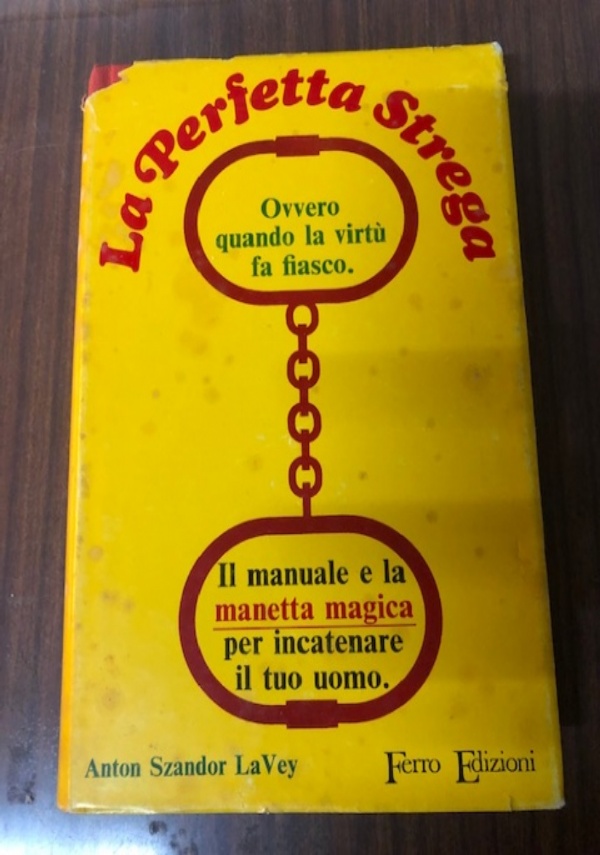 La Perfetta Strega
Ovvero
quando la virtù
fa fiasco.
Il manuale e la
manetta magica
per incatenare
il tuo uomo.
Anton Szandor LaVey
Ferro Edizioni